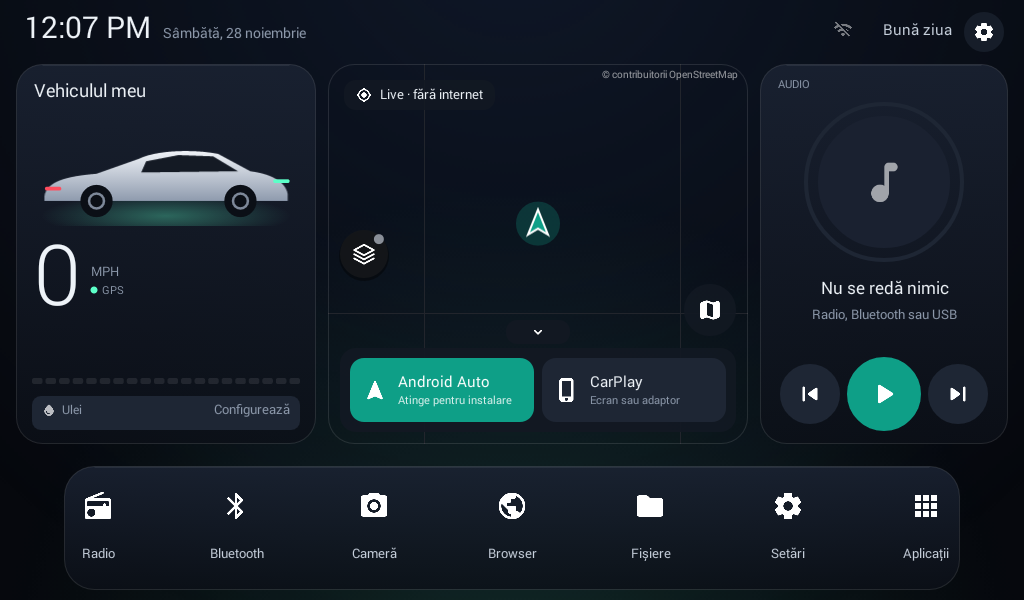 12:07 PM
Sâmbătă, 28 noiembrie
Bună ziua
Vehiculul meu
0
MPH
GPS
Ulei
Configurează
© contribuitorii OpenStreetMap
Live · fără internet
Android Auto
Atinge pentru instalare
CarPlay
Ecran sau adaptor
AUDIO
Nu se redă nimic
Radio, Bluetooth sau USB
Radio
Bluetooth
Cameră
Browser
Fișiere
Setări
Aplicații